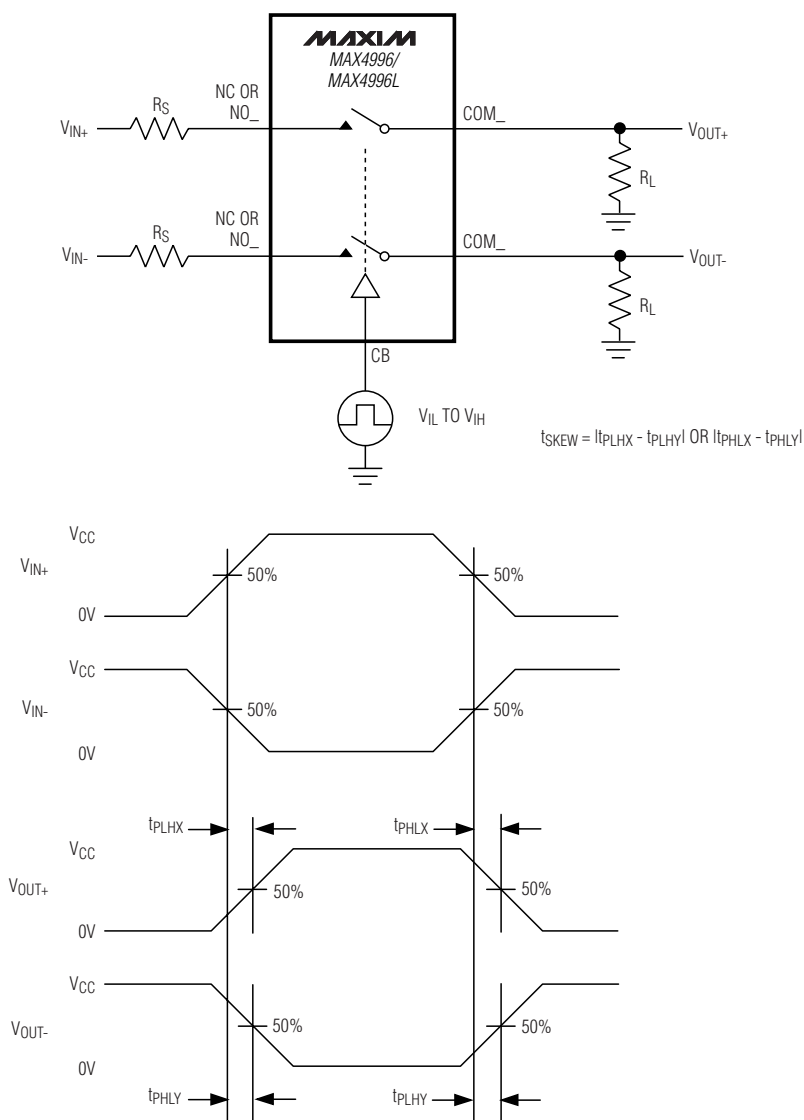 MAXIM
MAX4996/
MAX4996L
NC OR
NO_
RS
VIN+
COM_
VOUT+
RL
NC OR
NO_
RS
VIN-
COM_
VOUT-
RL
CB
VIL TO VIH
tSKEW = |tPLHX - tPLHY| OR |tPHLX - tPHLY|
VCC
VIN+
50%
50%
0V
VCC
VIN-
50%
50%
0V
tPLHX
tPHLX
VCC
VOUT+
50%
50%
0V
VCC
VOUT-
50%
50%
0V
tPHLY
tPLHY